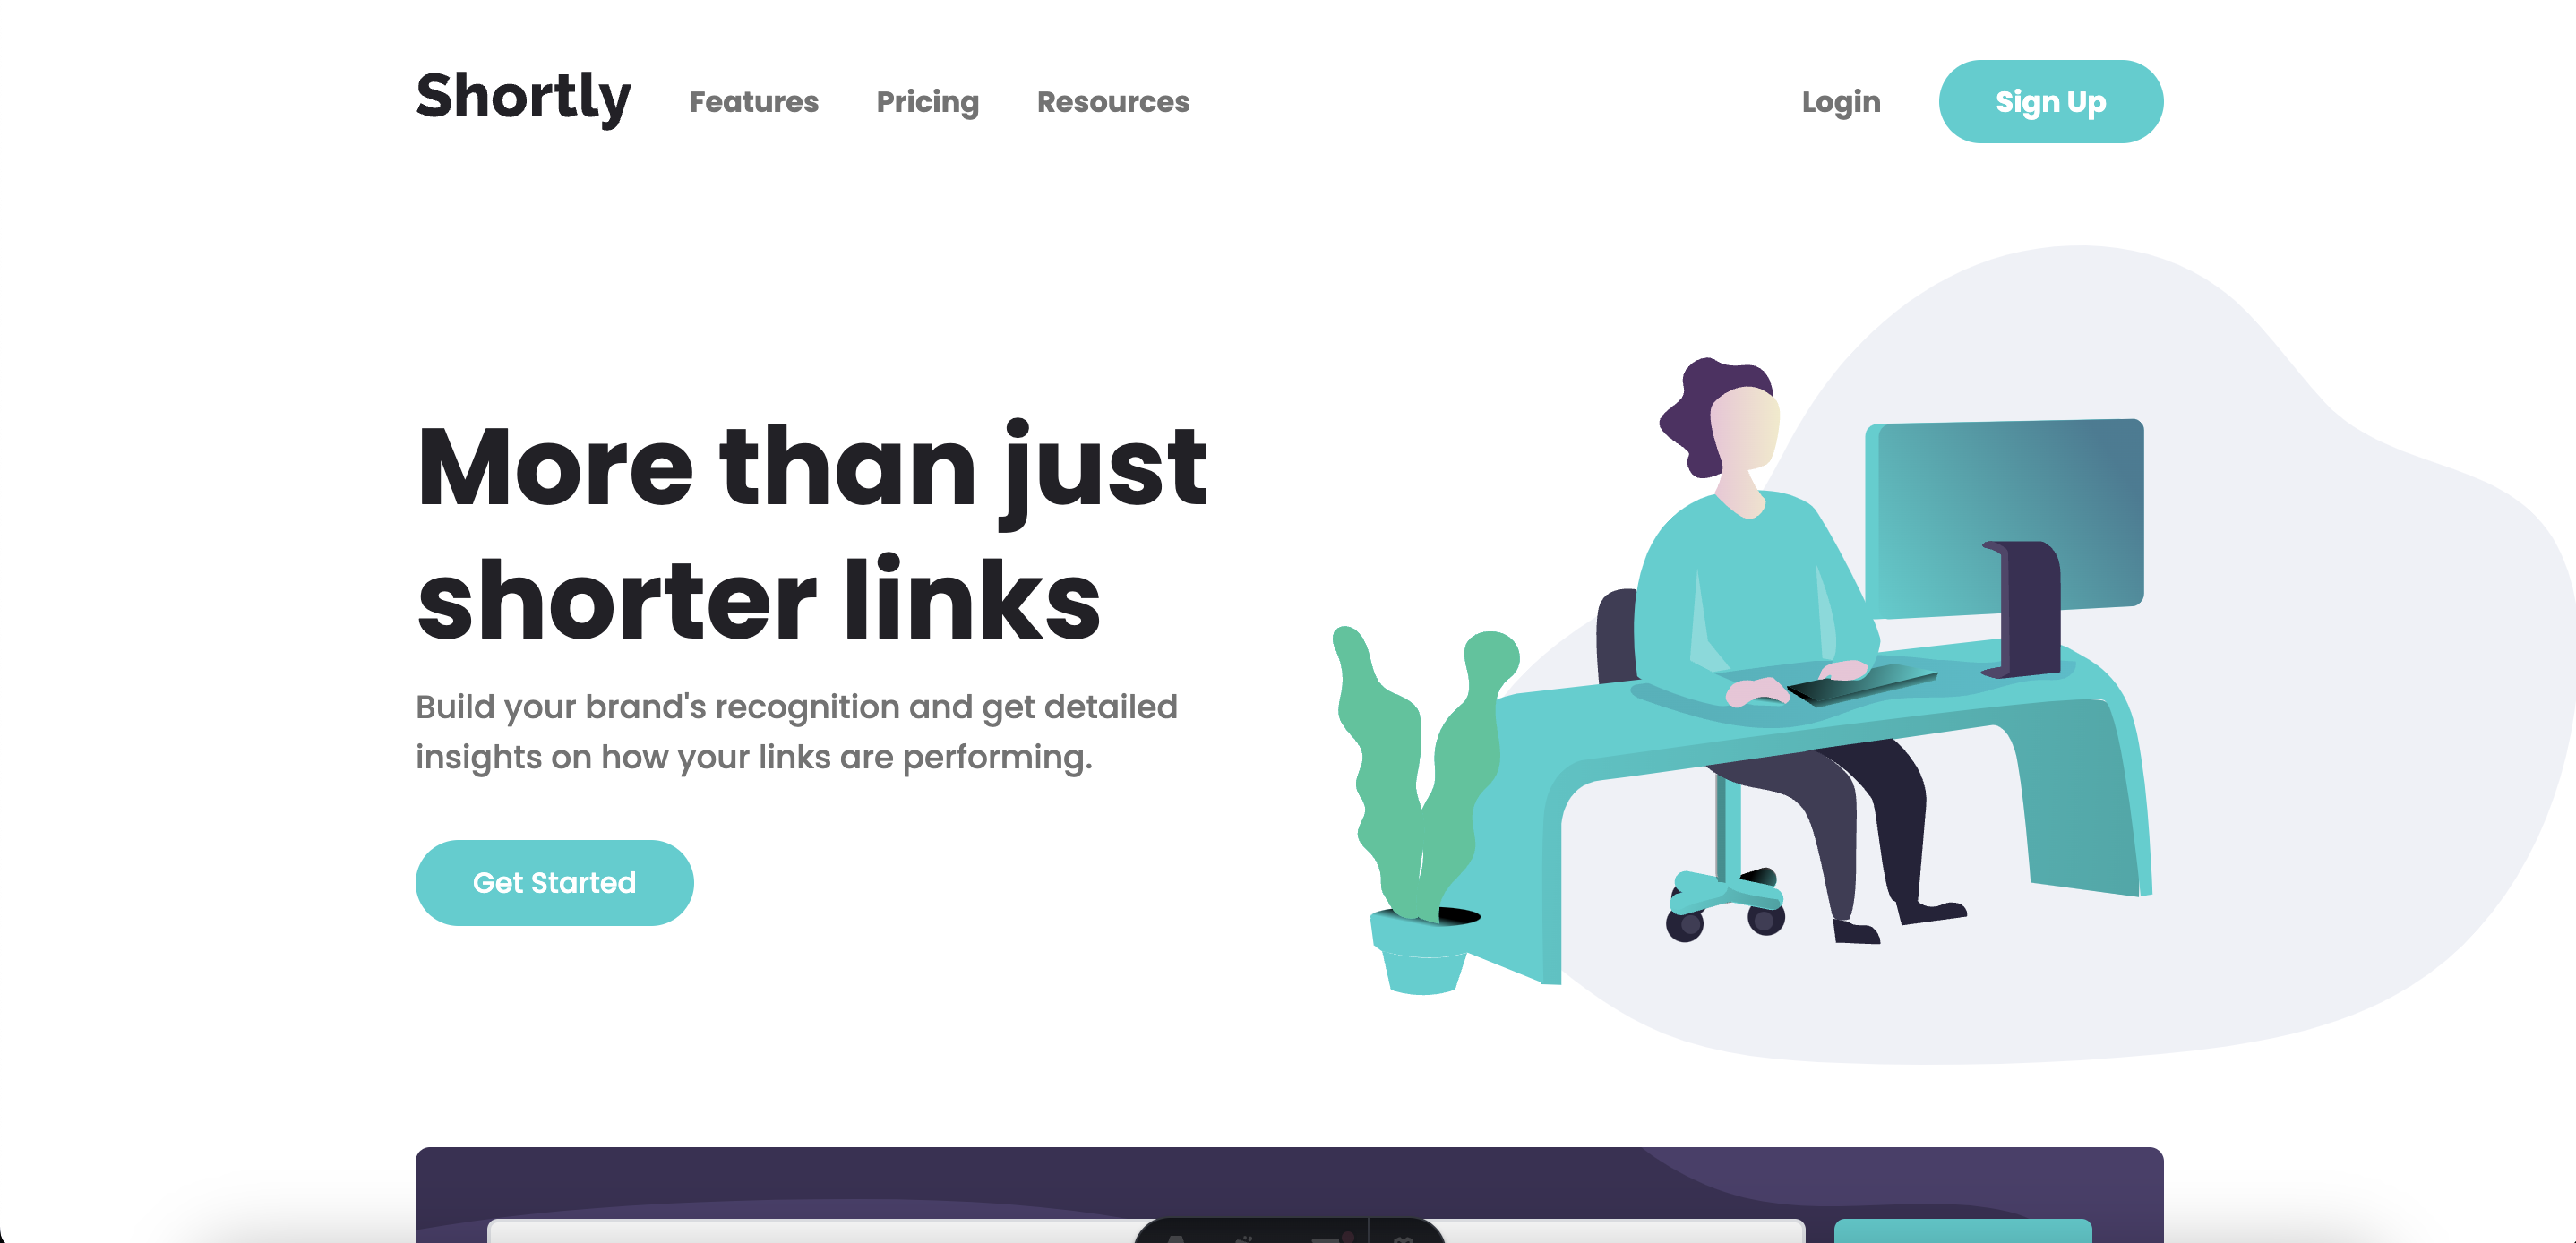 Shortly
Features
Pricing
Resources
Login
Sign Up
More than just
shorter links
Build your brand's recognition and get detailed
insights on how your links are performing.
Get Started